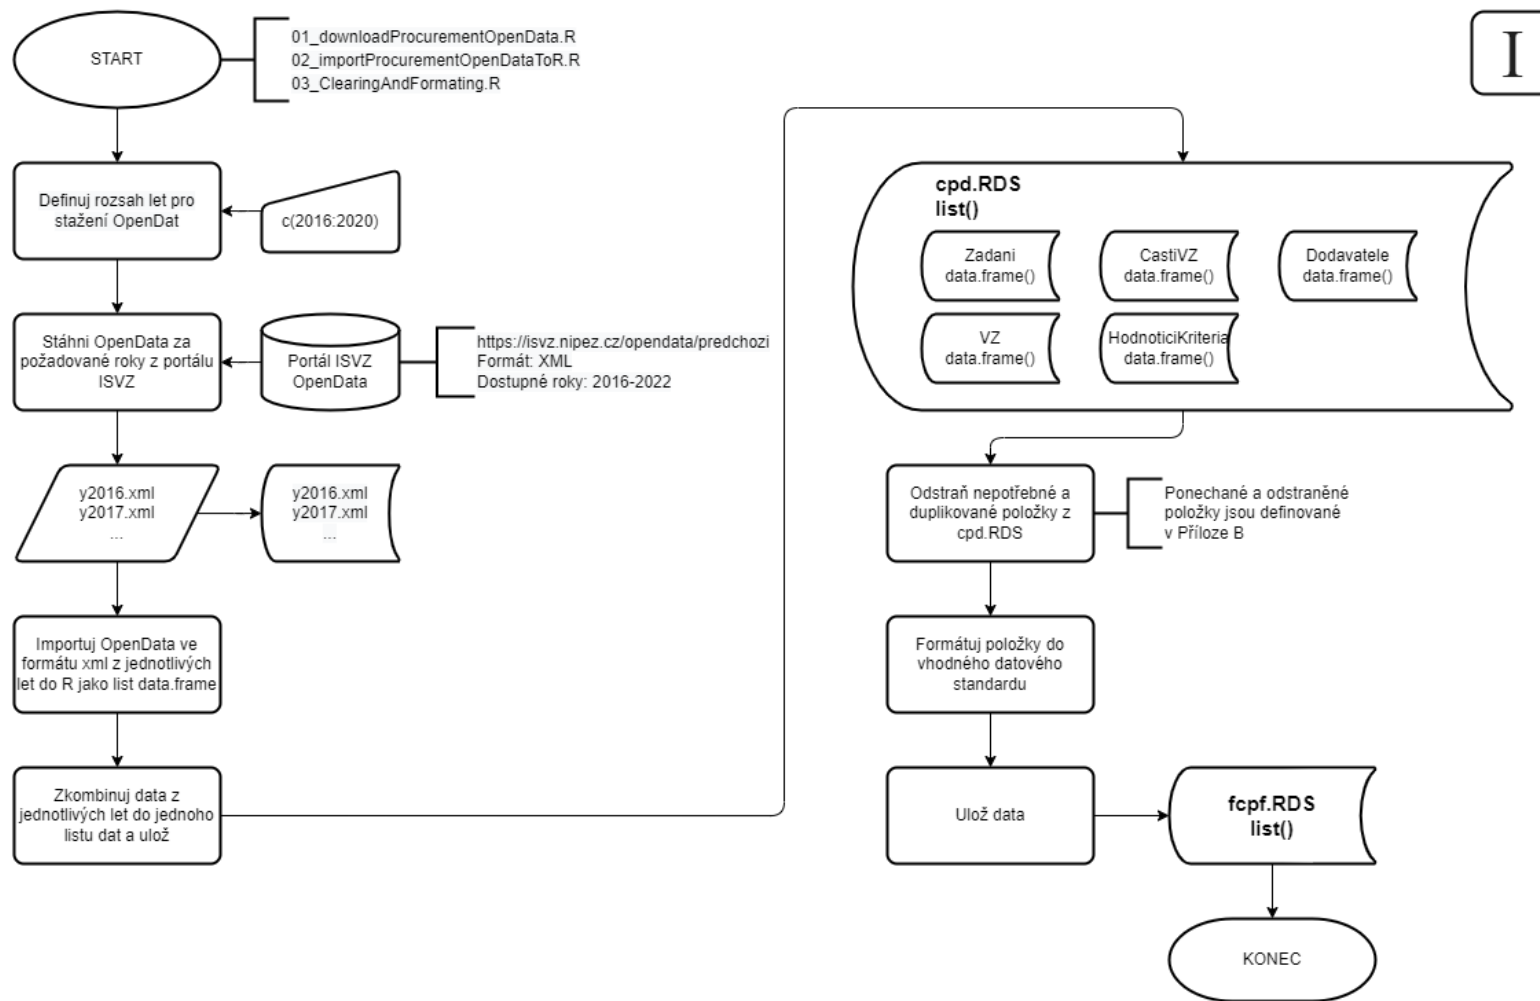 START
01_downloadProcurementOpenData.R
02_importProcurementOpenDataToR.R
03_ClearingAndFormating.R
I
Definuj rozsah let pro
stažení OpenDat
c(2016:2020)
Stáhni OpenData za
požadované roky z portálu
ISVZ
Portál ISVZ
OpenData
https://isvz.nipez.cz/opendata/predchozi
Formát: XML
Dostupné roky: 2016-2022
y2016.xml
y2017.xml
...
y2016.xml
y2017.xml
...
Importuj OpenData ve
formátu xml z jednotlivých
let do R jako list data.frame
Zkombinuj data z
jednotlivých let do jednoho
listu dat a ulož
cpd.RDS
list()
Zadani
data.frame()
CastiVZ
data.frame()
Dodavatele
data.frame()
VZ
data.frame()
HodnoticiKriteria
data.frame()
Odstraň nepotřebné a
duplikované položky z
cpd.RDS
Ponechané a odstraněné
položky jsou definované
v Příloze B
Formátuj položky do
vhodného datového
standardu
Ulož data
fcpf.RDS
list()
KONEC